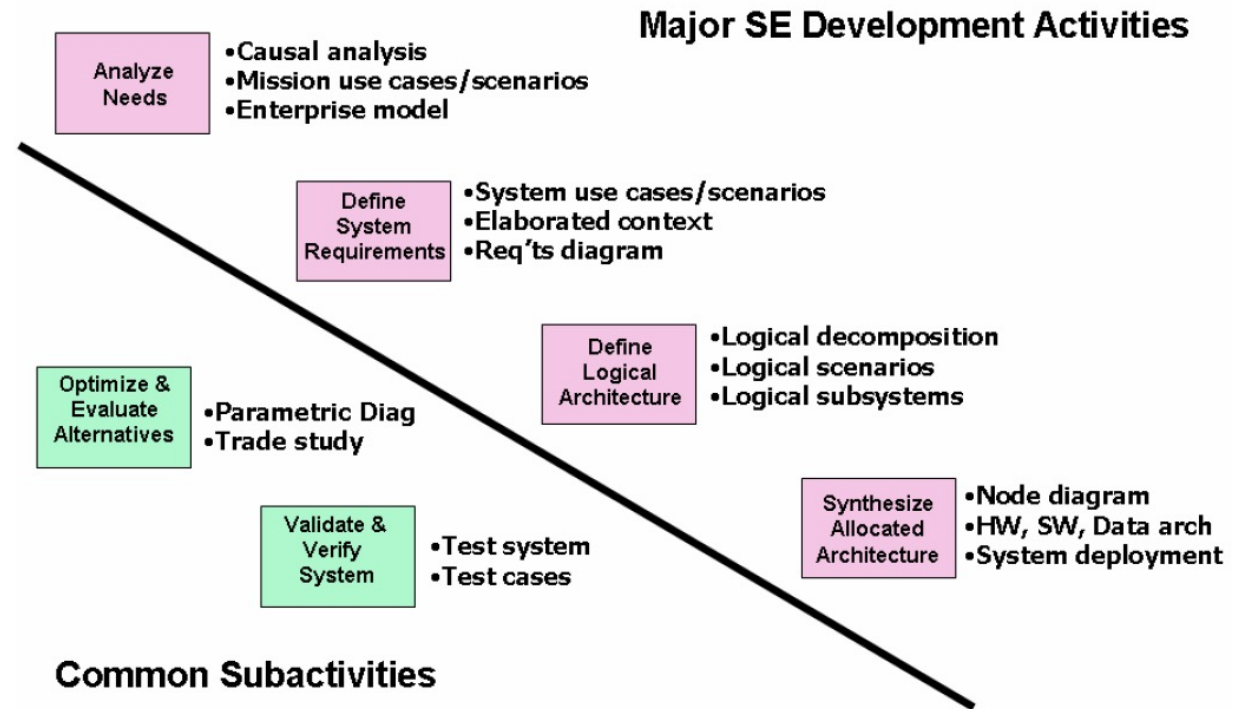 Major SE Development Activities
Analyze
Needs
•Causal analysis
•Mission use cases/scenarios
•Enterprise model
Define
System
Requirements
•System use cases/scenarios
•Elaborated context
•Req'ts diagram
Define
Logical
Architecture
•Logical decomposition
•Logical scenarios
•Logical subsystems
Optimize &
Evaluate
Alternatives
•Parametric Diag
•Trade study
Synthesize
Allocated
Architecture
•Node diagram
•HW, SW, Data arch
•System deployment
Validate &
Verify
System
•Test system
•Test cases
Common Subactivities